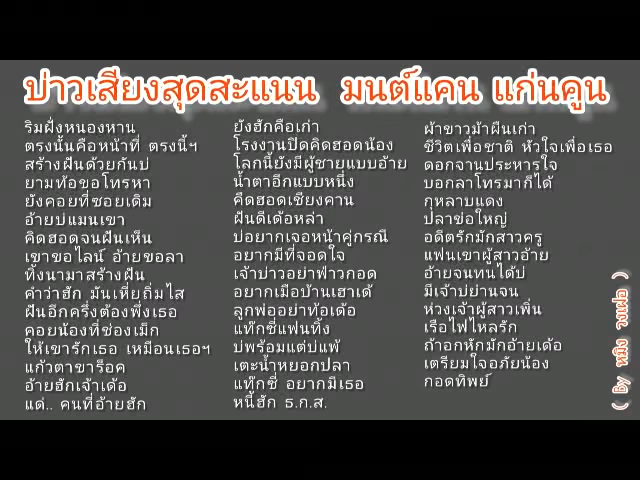 บ่าวเสียงสุดสะแนน มนต์แคน แก่นคูน
ริมฝั่งหนองหาน
ตรงนั้นคือหน้าที่ ตรงนี้ฯ
สร้างฝันด้วยกันบ่
ยามท้อขอโทรหา
ยังคอยที่ซอยเดิม
อ้ายบ่แมนเขา
คิดฮอดจนฝันเห็น
เขาขอไลน์ อ้ายขอลา
ทิ้งนามาสร้างฝัน
คำว่าฮัก มันเหี่ยถิ่มไส
ฝันอีกครึ่งต้องพึ่งเธอ
คอยน้องที่ช่องเม็ก
ให้เขารักเธอ เหมือนเธอฯ
แก้วตาขาร็อค
อ้ายฮักเจ้าเด้อ
แด่.. คนที่อ้ายฮัก
ยังฮักคือเก่า
โรงงานปิดคิดฮอดน้อง
โลกนี้ยังมีผู้ชายแบบอ้าย
น้ำตาอีกแบบหนึ่ง
คึดฮอดเชียงคาน
ฝันดีเด้อหล่า
บ่อยากเจอหน้าคู่กรณี
อยากมีที่จอดใจ
เจ้าบ่าวอย่าฟ้าวกอด
อยากเมือบ้านเฮาเด้
ลูกพ่ออย่าท้อเด้อ
แท๊กซี่แฟนทิ้ง
บ่พร้อมแต่บ่แพ้
เตะน้ำหยอกปลา
แท๊กซี่ อยากมีเธอ
หนี้ฮัก ธ.ก.ส.
ผ้าขาวม้าผืนเก่า
ชีวิตเพื่อชาติ หัวใจเพื่อเธอ
ดอกจานประหารใจ
บอกลาโทรมาก็ได้
กุหลาบแดง
ปลาข่อใหญ่
อดีตรักมักสาวครู
แฟนเขาผู้สาวอ้าย
อ้ายจนทนได้บ่
มีเจ้าบ่ย่านจน
ห่วงเจ้าผู้สาวเพิ่น
เรือไฟไหลรัก
ถ้าอกหักมักอ้ายเด้อ
เตรียมใจอภัยน้อง
กอดทิพย์
( by หมิง วงเผ่อ )